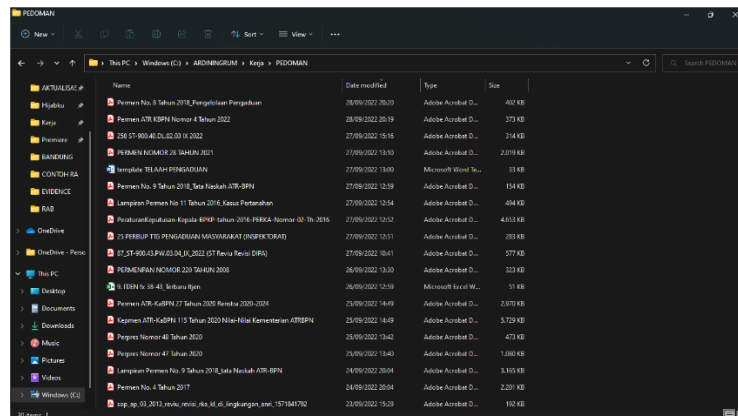 PEDOMAN
New
Sort
View
This PC > Windows (C:) > ARDININGRUM > Kerja > PEDOMAN
Search PEDOMAN
Name Date modified Type Size
AKTUALISAS
Hijabku
Kerja
Premiere
BANDUNG
CONTOH RA
EVIDENCE
RAB
OneDrive
OneDrive - Perso
This PC
Desktop
Documents
Downloads
Music
Pictures
Videos
Windows (C:)
Permen No. 8 Tahun 2018_Pengelolaan Pengaduan 28/09/2022 20:20 Adobe Acrobat D... 402 KB
Permen ATR KBPN Nomor 4 Tahun 2022 28/09/2022 20:19 Adobe Acrobat D... 373 KB
250 ST-900.40.DL.02.03 IX 2022 27/09/2022 15:16 Adobe Acrobat D... 314 KB
PERMEN NOMOR 26 TAHUN 2021 27/09/2022 13:10 Adobe Acrobat D... 2.019 KB
template TELAAH PENGADUAN 27/09/2022 13:00 Microsoft Word Te... 33 KB
Permen No. 9 Tahun 2018_Tata Naskah ATR-BPN 27/09/2022 12:59 Adobe Acrobat D... 154 KB
Lampiran Permen No 11 Tahun 2016_Kasus Pertanahan 27/09/2022 12:54 Adobe Acrobat D... 494 KB
PeraturanKeputusan-Kepala-BPKP-tahun-2016-PERKA-Nomor-02-Th-2016 27/09/2022 12:52 Adobe Acrobat D... 4.653 KB
25 PERBUP TTG PENGADUAN MASYARAKAT (INSPEKTORAT) 27/09/2022 12:51 Adobe Acrobat D... 283 KB
87_ST-900.43.PW.03.04_IX_2022 (ST Reviu Revisi DIPA) 27/09/2022 10:41 Adobe Acrobat D... 577 KB
PERMENPAN NOMOR 220 TAHUN 2008 26/09/2022 13:30 Adobe Acrobat D... 323 KB
38-43_Terbaru Itjen 26/09/2022 12:59 Microsoft Excel W... 51 KB
Permen ATR-KaBPN 27 Tahun 2020 Renstra 2020-2024 25/09/2022 14:49 Adobe Acrobat D... 2.970 KB
Kepmen ATR-KaBPN 115 Tahun 2020 Nilai-Nilai Kementerian ATRBPN 25/09/2022 14:49 Adobe Acrobat D... 5.729 KB
Perpres Nomor 48 Tahun 2020 25/09/2022 13:42 Adobe Acrobat D... 473 KB
Perpres Nomor 47 Tahun 2020 25/09/2022 13:40 Adobe Acrobat D... 1.080 KB
Lampiran Permen No. 9 Tahun 2018_tata Naskah ATR-BPN 24/09/2022 20:04 Adobe Acrobat D... 3.165 KB
Permen No. 4 Tahun 2017 24/09/2022 20:04 Adobe Acrobat D... 2.201 KB
sop_ap_03_2013_reviu_revisi_rka_kl_di_lingkungan_anri_1571841792 23/09/2022 15:29 Adobe Acrobat D... 192 KB